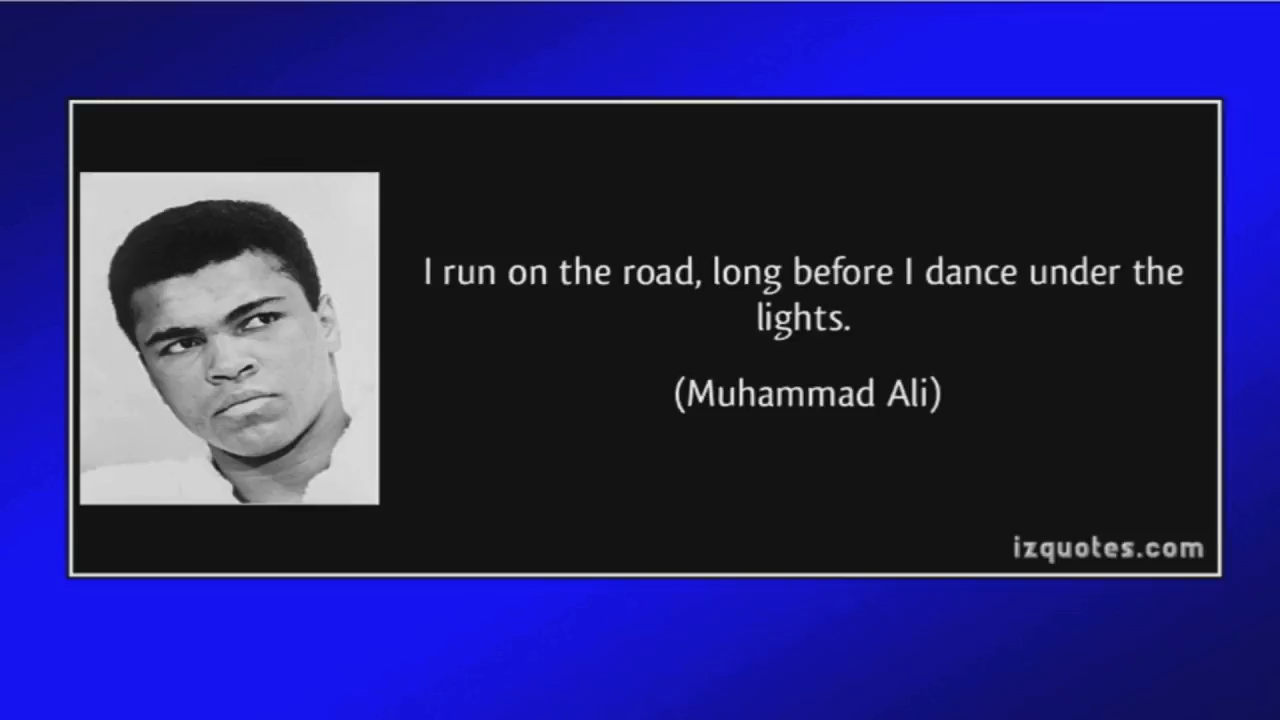 I run on the road, long before I dance under the
lights.
(Muhammad Ali)
izquotes.com